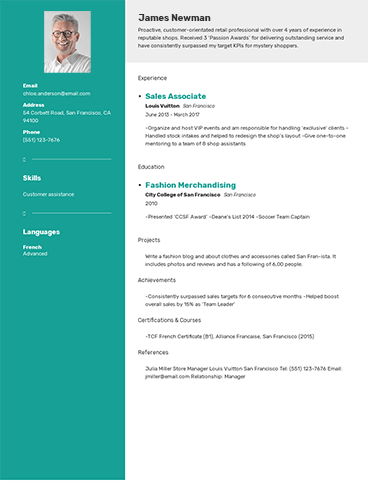 James Newman
Proactive, customer-orientated retail professional with over 4 years of experience in
reputable shops. Received 3 'Passion Awards' for delivering outstanding service and
have consistently surpassed my target KPIs for mystery shoppers.
Email
chloe.anderson@email.com
Address
54 Corbett Road, San Francisco, CA
94100
Phone
(551) 123-7676
Skills
Customer assistance
Languages
French
Advanced
Experience
Sales Associate
Louis Vuitton San Francisco
June 2013 - March 2017
-Organize and host VIP events and am responsible for handling 'exclusive' clients -
Handled stock intakes and helped to redesign the shop's layout -Give one-to-one
mentoring to a team of 8 shop assistants
Education
Fashion Merchandising
City College of San Francisco San Francisco
2010
-Presented 'CCSF Award' -Deane's List 2014 -Soccer Team Captain
Projects
Write a fashion blog and about clothes and accessories called San Fran-ista. It
includes photos and reviews and has a following of 6,00 people.
Achievements
-Consistently surpassed sales targets for 6 consecutive months -Helped boost
overall sales by 15% as 'Team Leader'
Certifications & Courses
-TCF French Certificate (B1), Alliance Francaise, San Francisco (2015)
References
Julia Miller Store Manager Louis Vuitton San Francisco Tel: (551) 123-7676 Email:
jmiller@email.com Relationship: Manager